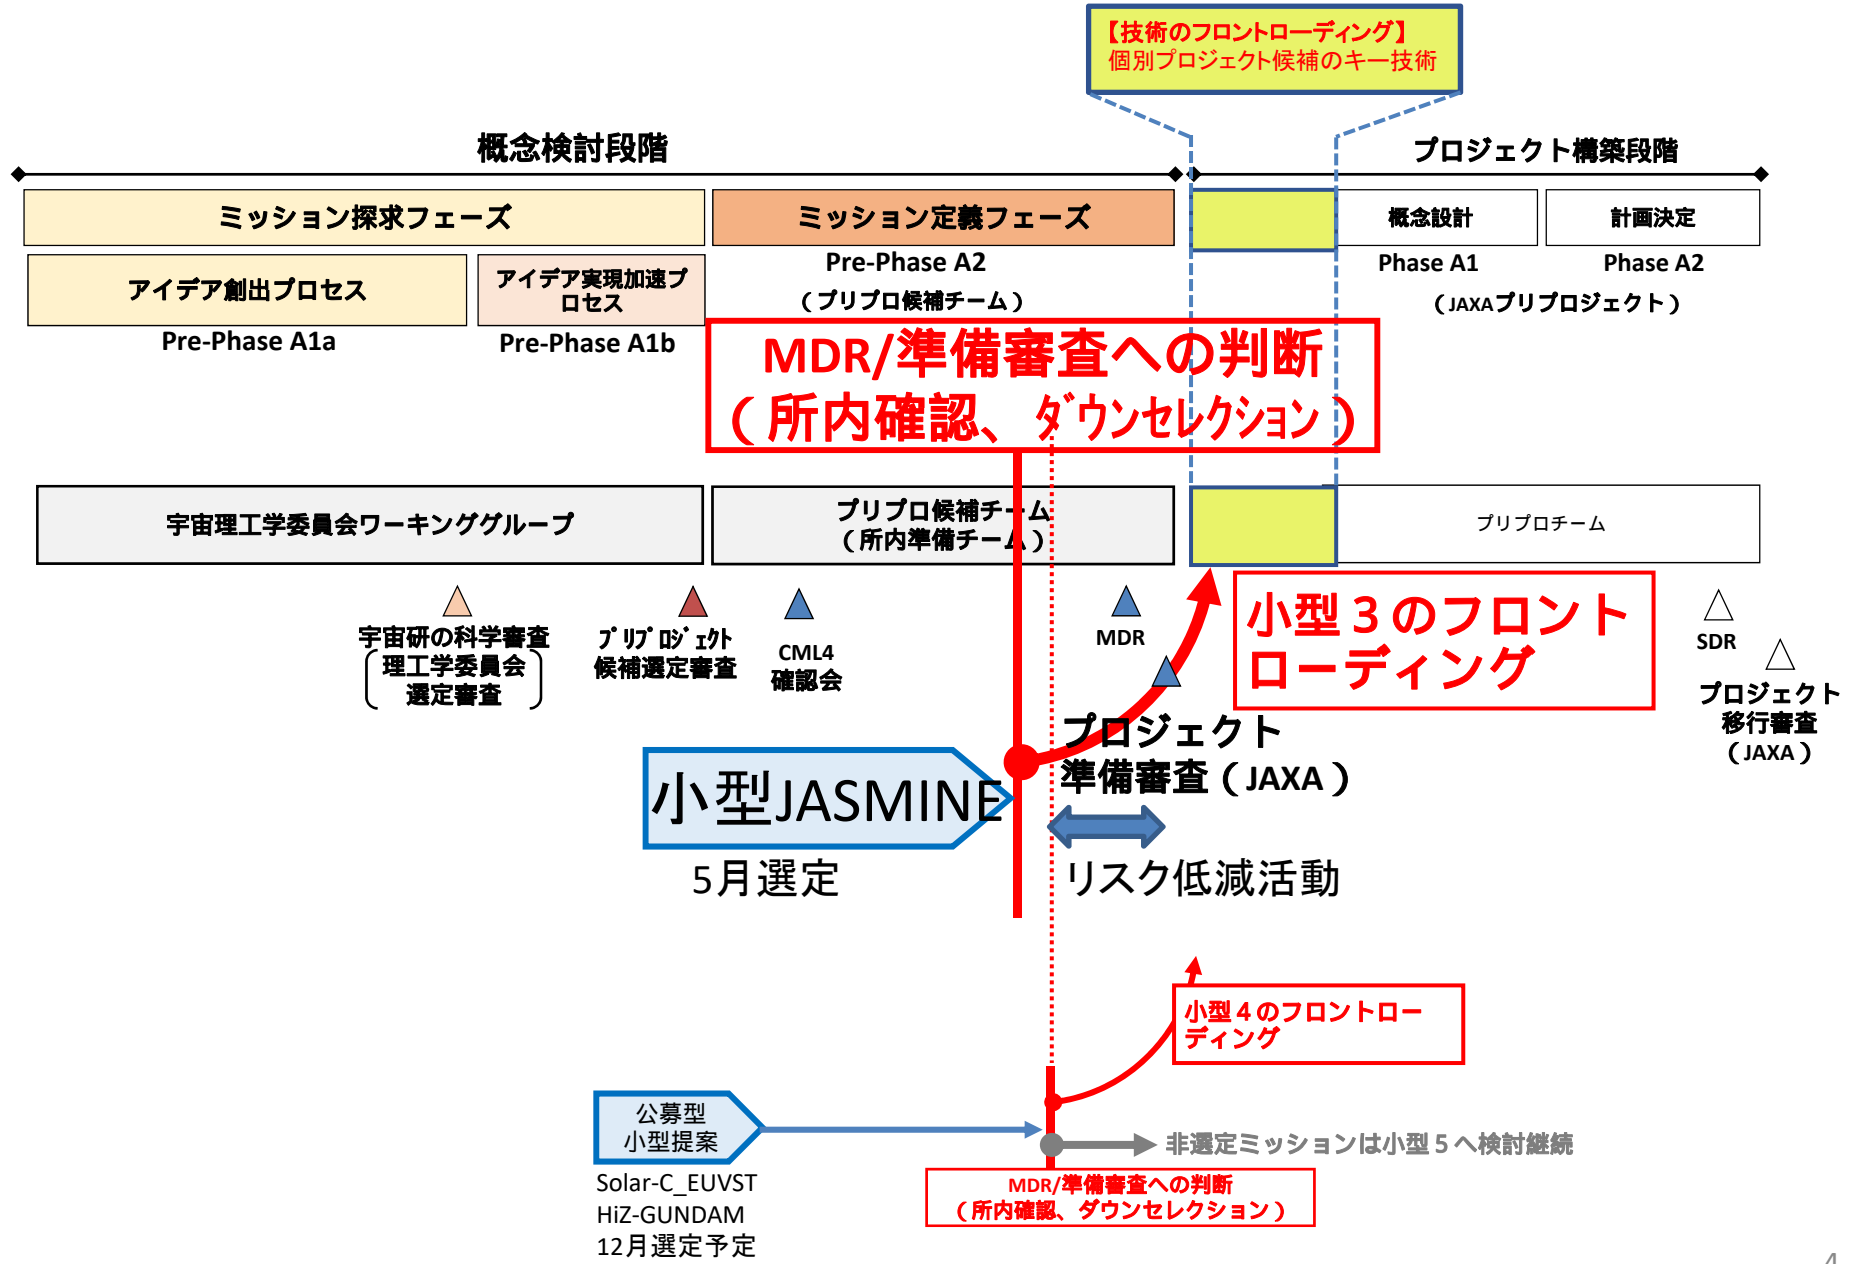 【技術のフロントローディング】
個別プロジェクト候補のキー技術
概念検討段階
プロジェクト構築段階
ミッション探求フェーズ
ミッション定義フェーズ
概念設計
計画決定
アイデア創出プロセス
アイデア実現加速プ
ロセス
Pre-Phase A2
(プリプロ候補チーム)
Phase A1
Phase A2
(JAXAプリプロジェクト)
Pre-Phase A1a
Pre-Phase A1b
MDR/準備審査への判断
(所内確認、ダウンセレクション)
宇宙理工学委員会ワーキンググループ
プリプロ候補チーム
(所内準備チーム)
プリプロチーム
宇宙研の科学審査
理工学委員会
選定審査
プリプロジェクト
候補選定審査
CML4
確認会
MDR
小型3のフロント
ローディング
SDR
プロジェクト
移行審査
(JAXA)
プロジェクト
準備審査(JAXA)
小型JASMINE
5月選定
リスク低減活動
小型4のフロントロー
ディング
公募型
小型提案
非選定ミッションは小型5へ検討継続
Solar-C_EUVST
HiZ-GUNDAM
12月選定予定
MDR/準備審査への判断
(所内確認、ダウンセレクション)
4